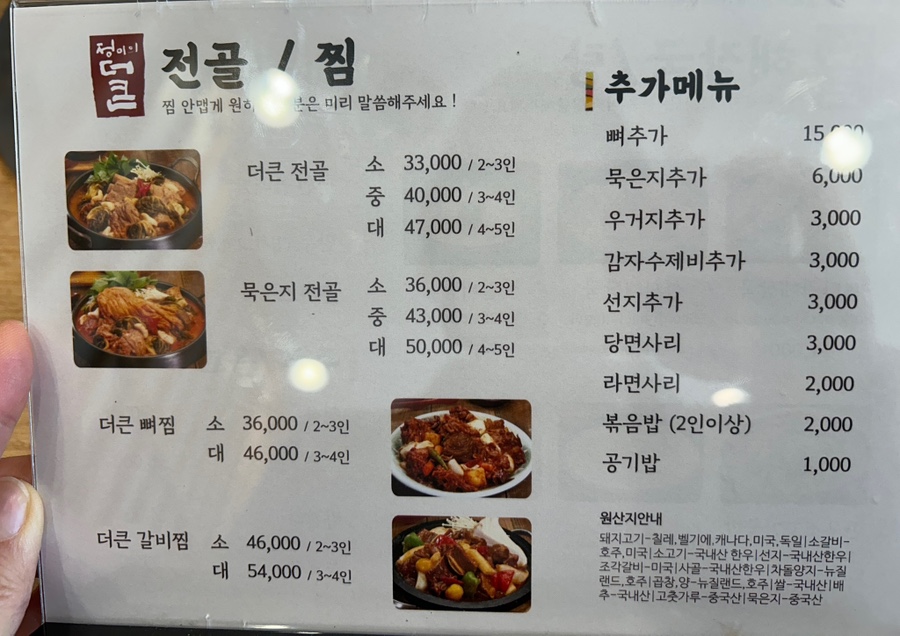 정이이
더큰
전골 / 찜
찜 안맵게 분은 미리 말씀해주세요 !
더큰 전골 소 33,000 / 2~3인
중 40,000 / 3~4인
대 47,000 / 4~5인
묵은지 전골 소 36,000 / 2~3인
중 43,000 / 3~4인
대 50,000 / 4~5인
더큰 뼈찜 소 36,000 / 2~3인
대 46,000 / 3~4인
더큰 갈비찜 소 46,000 / 2~3인
대 54,000 / 3~4인
추가메뉴
뼈추가 15,000
묵은지추가 6,000
우거지추가 3,000
감자수제비추가 3,000
선지추가 3,000
당면사리 3,000
라면사리 2,000
볶음밥 (2인이상) 2,000
공기밥 1,000
원산지안내
돼지고기-칠레,벨기에,캐나다,미국,독일|소갈비-
호주,미국|소고기-국내산 한우|선지-국내산한우|
조각갈비-미국|사골-국내산한우|차돌양지-뉴질
랜드,호주|곱창,양-뉴질랜드,호주|쌀-국내산|배
추-국내산|고춧가루-중국산|묵은지-중국산